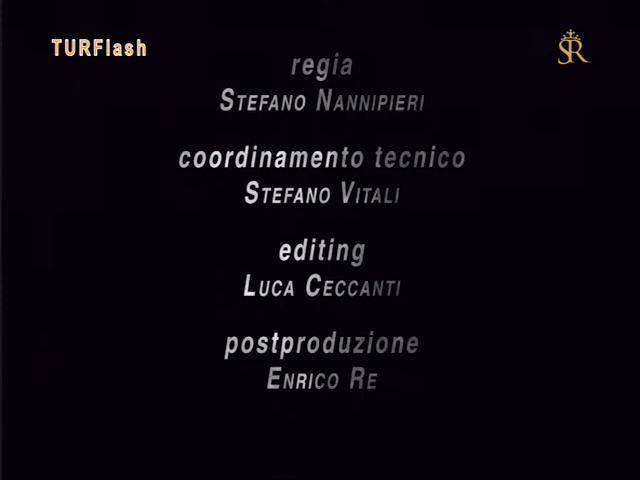 TURFlash
SR
regia
STEFANO NANNIPIERI
coordinamento tecnico
STEFANO VITALI
editing
LUCA CECCANTI
postproduzione
ENRICO RE